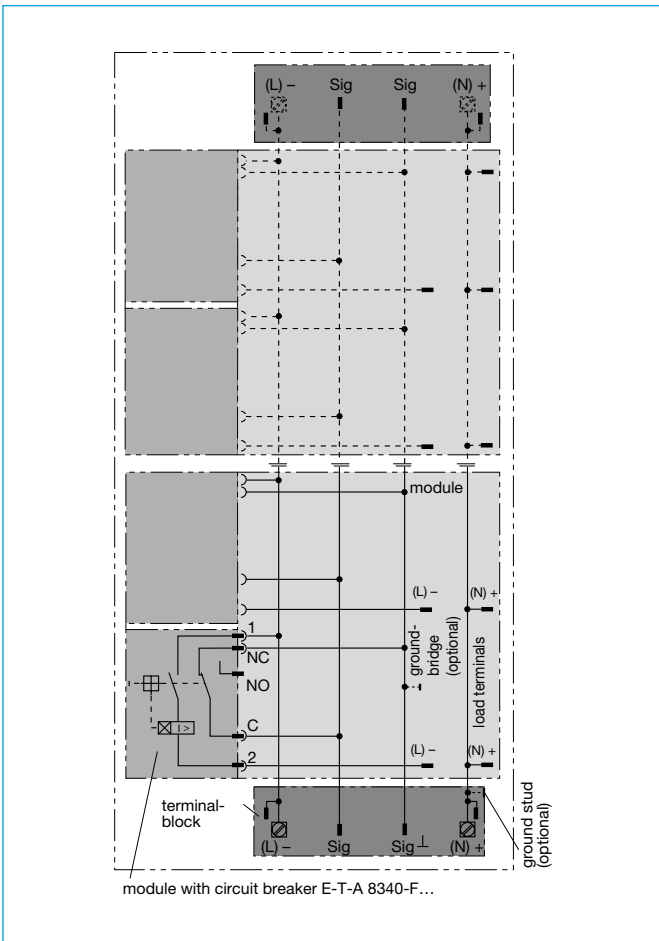 (L) – Sig Sig (N) +
module
(L) – (N) +
1
NC
NO
ground-
bridge
(optional)
load terminals
I >
C
2
(L) – (N) +
terminal-
block
ground stud
(optional)
(L) – Sig Sig ⊥ (N) +
module with circuit breaker E-T-A 8340-F…